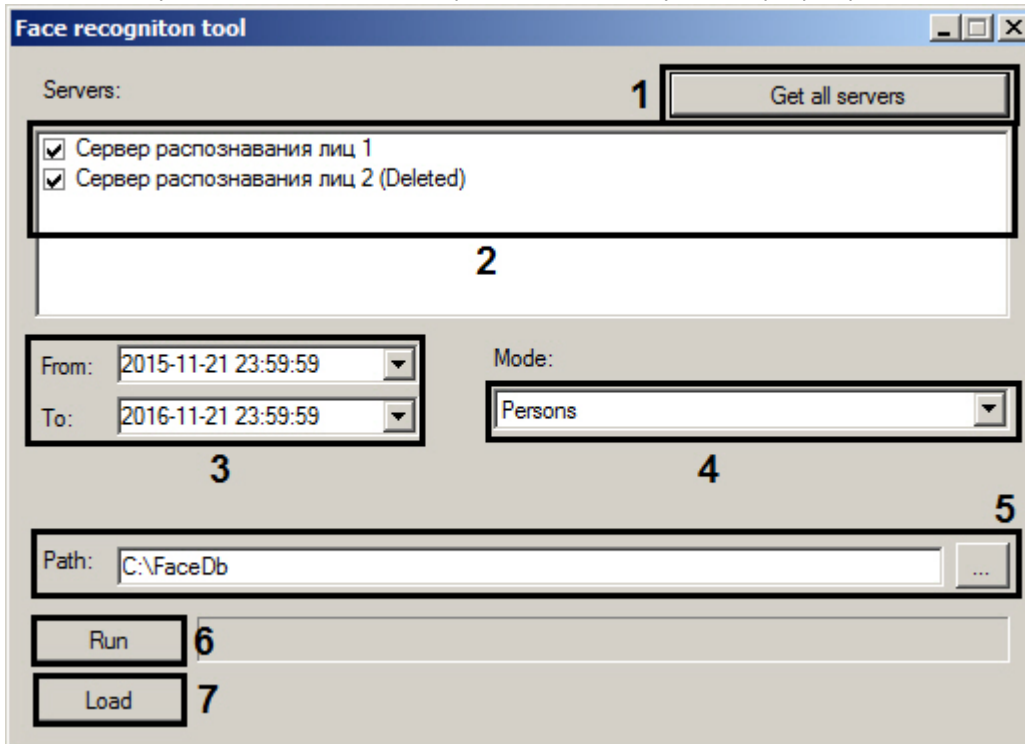 Face recogniton tool
Servers:
1
Get all servers
Сервер распознавания лиц 1
Сервер распознавания лиц 2 (Deleted)
2
From: 2015-11-21 23:59:59
Mode:
To: 2016-11-21 23:59:59
Persons
3
4
5
Path: C:\FaceDb ...
Run 6
Load 7